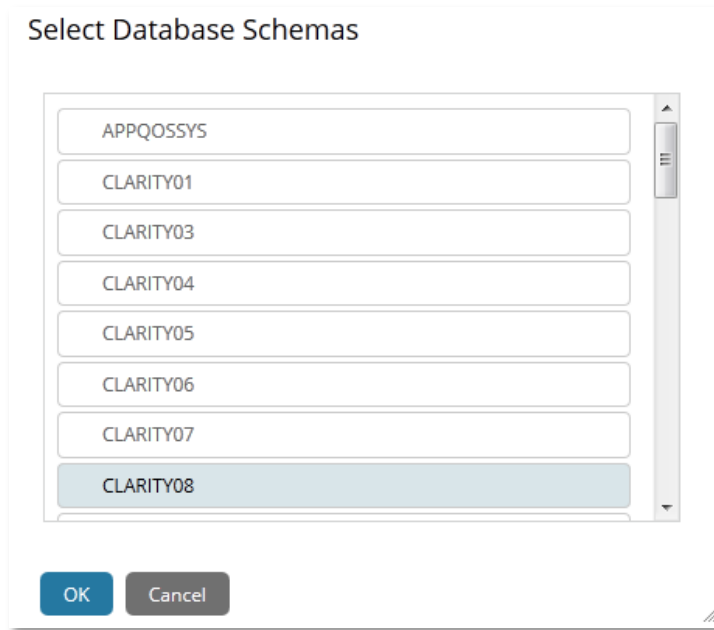 Select Database Schemas
APPQOSSYS
CLARITY01
CLARITY03
CLARITY04
CLARITY05
CLARITY06
CLARITY07
CLARITY08
OK Cancel